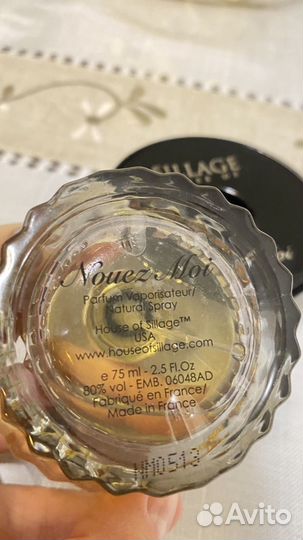 SILLAGE
Nouez Moi
Parfum Vaporisateur/
Natural Spray
House of Sillage™
USA
www.houseofsillage.com
e 75 ml - 2,5 Fl.Oz
80% vol - EMB. 06048AD
Fabriqué en France/
Made in France
WM0513
Avito